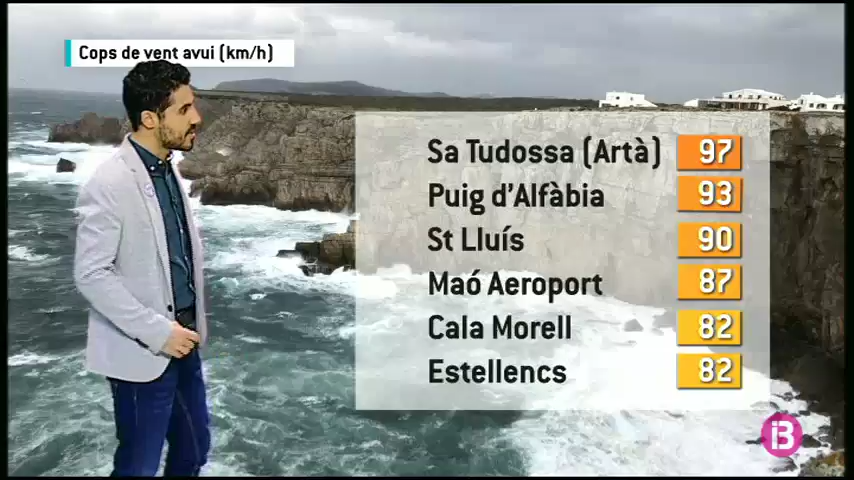 Cops de vent avui (km/h)
Sa Tudossa (Artà) 97
Puig d'Alfàbia 93
St Lluís 90
Maó Aeroport 87
Cala Morell 82
Estellencs 82
IB